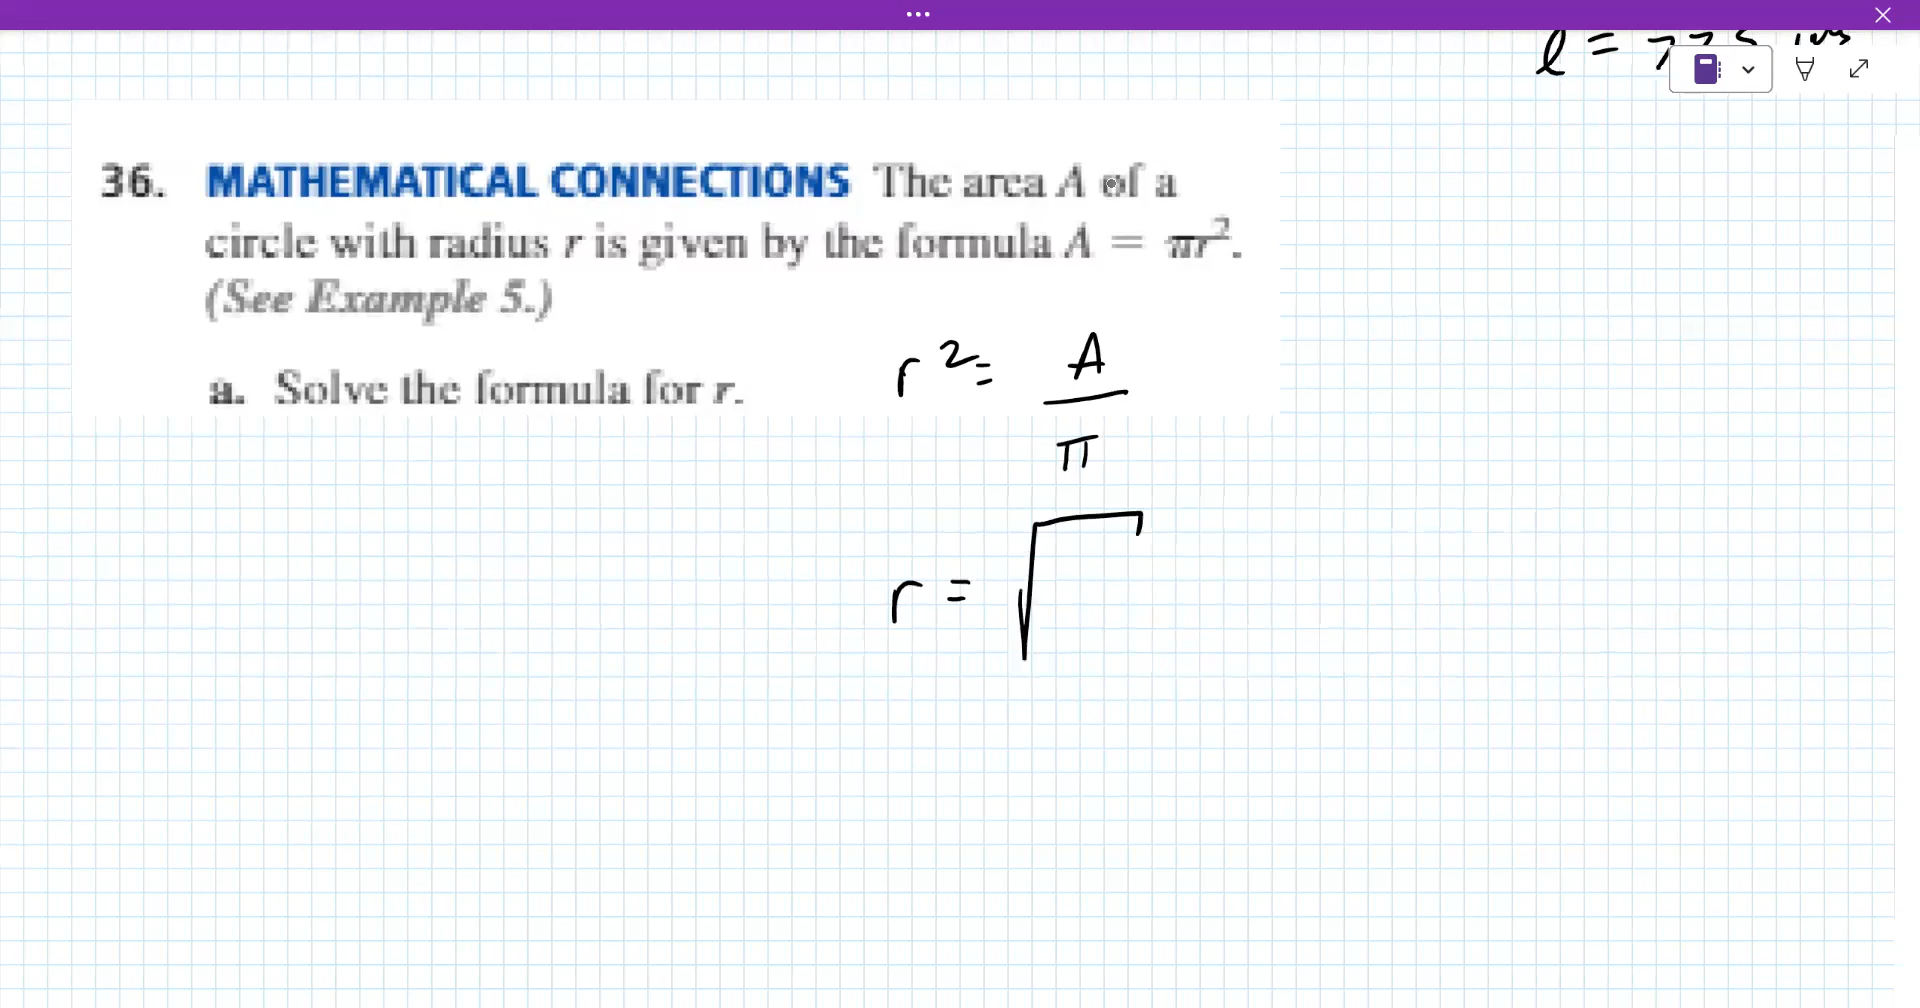 l =
36. MATHEMATICAL CONNECTIONS The area A of a
circle with radius r is given by the formula A = πr².
(See Example 5.)
a. Solve the formula for r.
r² = A/π
r = √